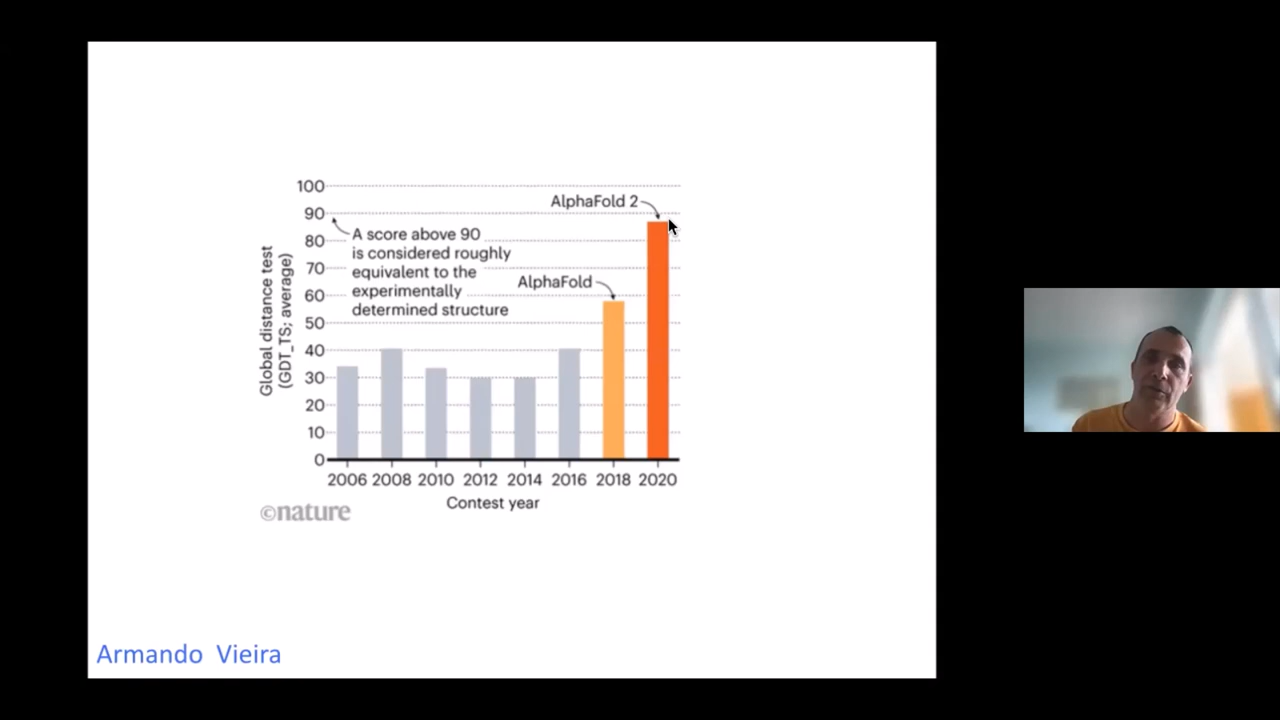 100
90
80
70
60
50
40
30
20
10
0
Global distance test
(GDT_TS; average)
A score above 90
is considered roughly
equivalent to the
experimentally
determined structure
AlphaFold 2
AlphaFold
2006 2008 2010 2012 2014 2016 2018 2020
Contest year
©nature
Armando Vieira